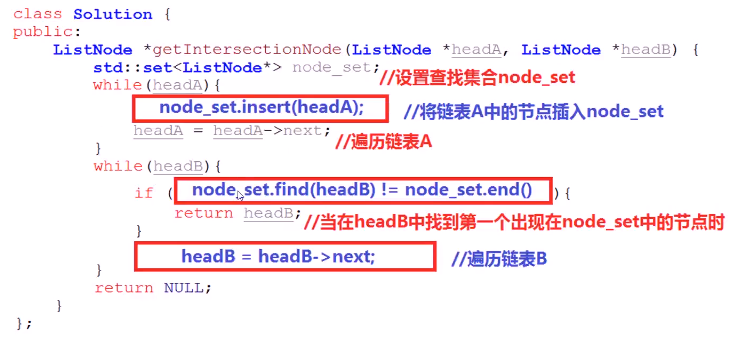 class Solution {
public:
ListNode *getIntersectionNode(ListNode *headA, ListNode *headB) {
std::set<ListNode*> node_set;
//设置查找集合node_set
while(headA){
node_set.insert(headA); //将链表A中的节点插入node_set
headA = headA->next;
//遍历链表A
}
while(headB){
if ( node_set.find(headB) != node_set.end() ){
return headB;
//当在headB中找到第一个出现在node_set中的节点时
}
headB = headB->next; //遍历链表B
}
return NULL;
}
};